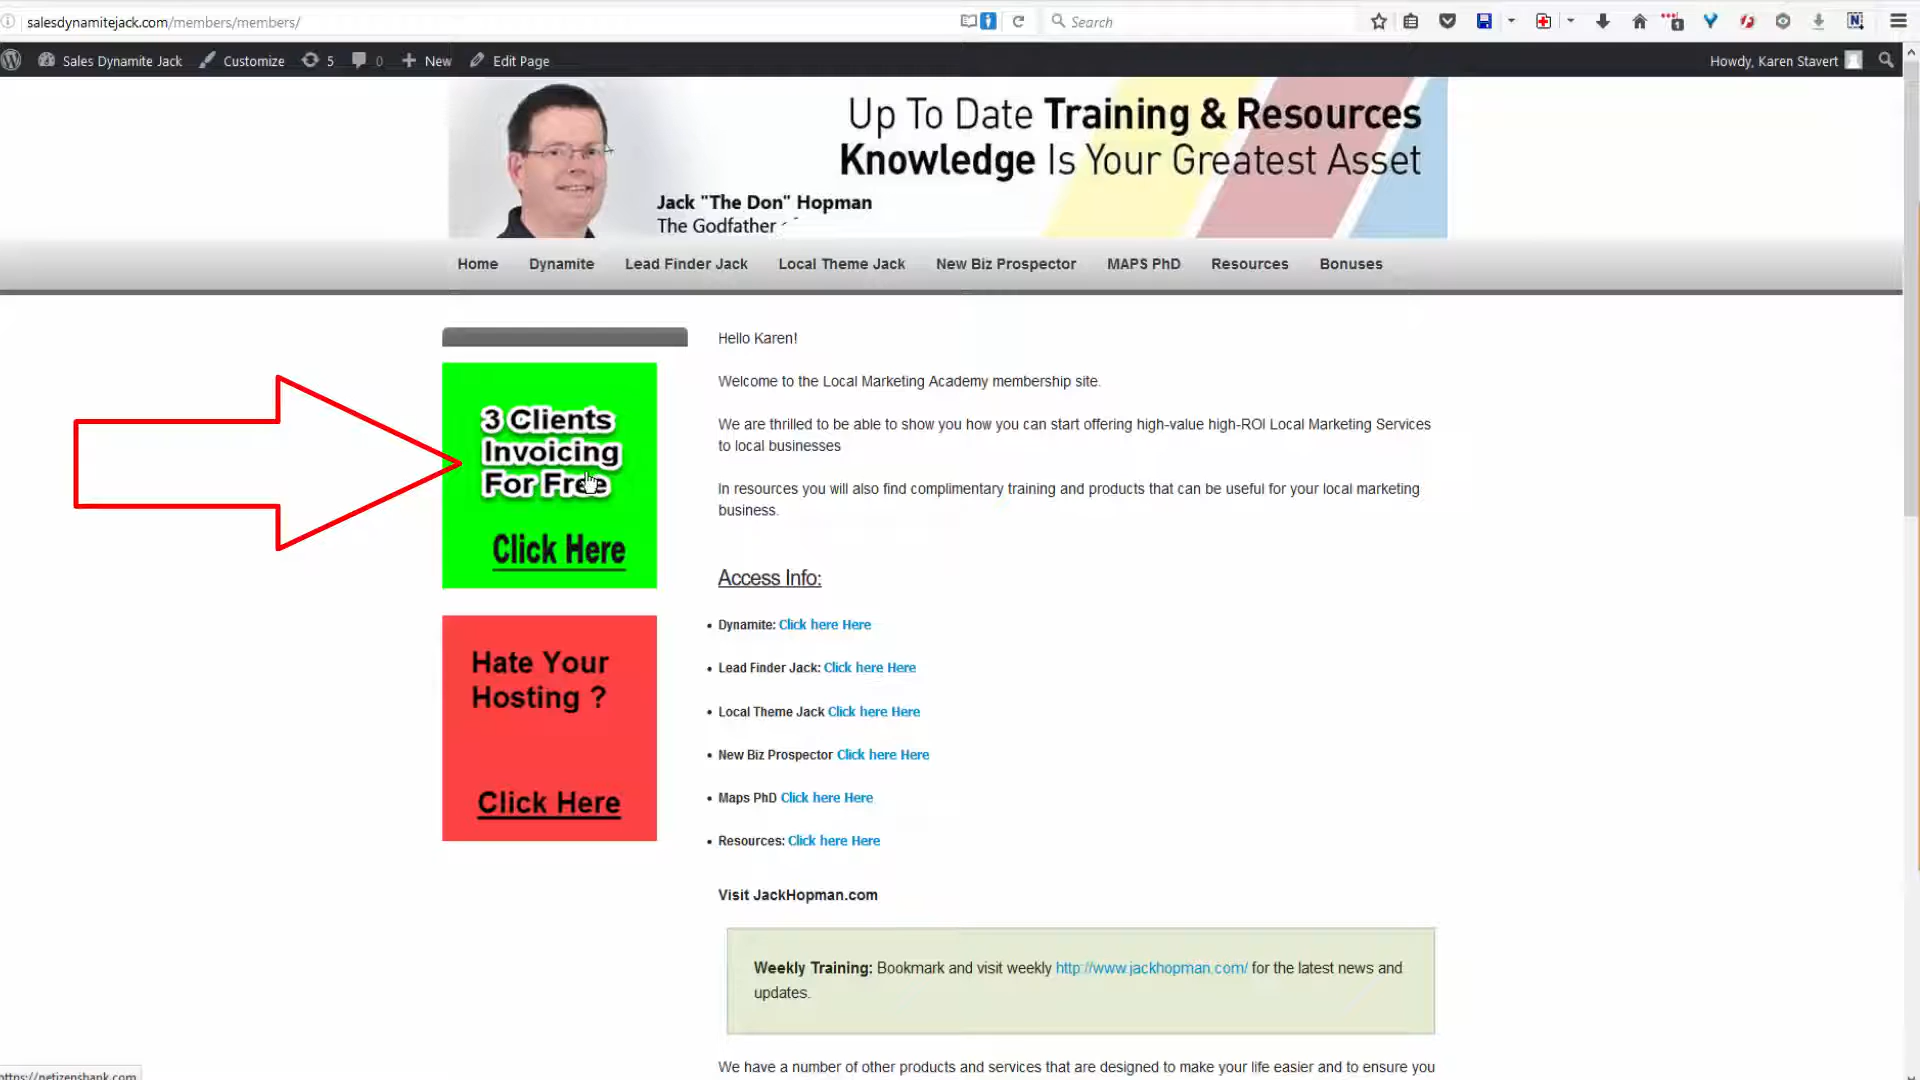 salesdynamitejack.com/members/members/
Search
Sales Dynamite Jack Customize 5 0 New Edit Page Howdy, Karen Stavert
Up To Date Training & Resources
Knowledge Is Your Greatest Asset
Jack "The Don" Hopman
The Godfather
Home Dynamite Lead Finder Jack Local Theme Jack New Biz Prospector MAPS PhD Resources Bonuses
3 Clients
Invoicing
For Free
Click Here
Hate Your
Hosting ?
Click Here
Hello Karen!
Welcome to the Local Marketing Academy membership site.
We are thrilled to be able to show you how you can start offering high-value high-ROI Local Marketing Services
to local businesses
In resources you will also find complimentary training and products that can be useful for your local marketing
business.
Access Info:
• Dynamite: Click here Here
• Lead Finder Jack: Click here Here
• Local Theme Jack Click here Here
• New Biz Prospector Click here Here
• Maps PhD Click here Here
• Resources: Click here Here
Visit JackHopman.com
Weekly Training: Bookmark and visit weekly http://www.jackhopman.com/ for the latest news and
updates.
We have a number of other products and services that are designed to make your life easier and to ensure you
https://netizensbank.com